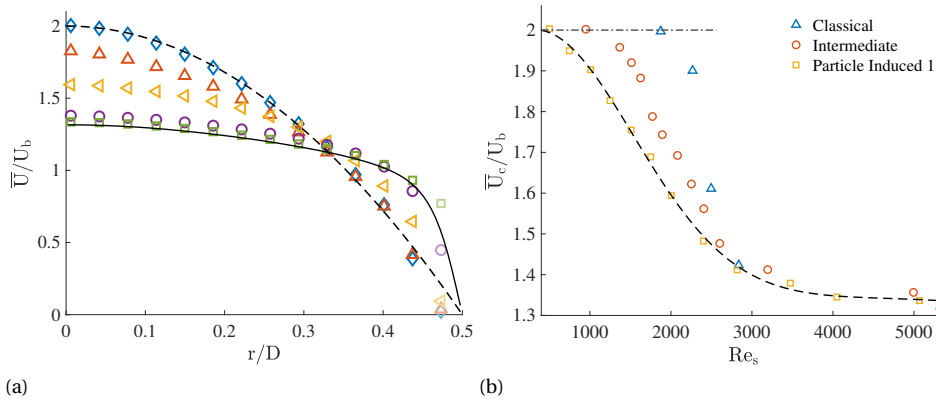 2
1.5
1
0.5
0
U̅/U_b
0 0.1 0.2 0.3 0.4 0.5
r/D
(a)
2
1.9
1.8
1.7
1.6
1.5
1.4
1.3
U̅_c/U_b
1000 2000 3000 4000 5000
Re_s
Classical
Intermediate
Particle Induced 1
(b)